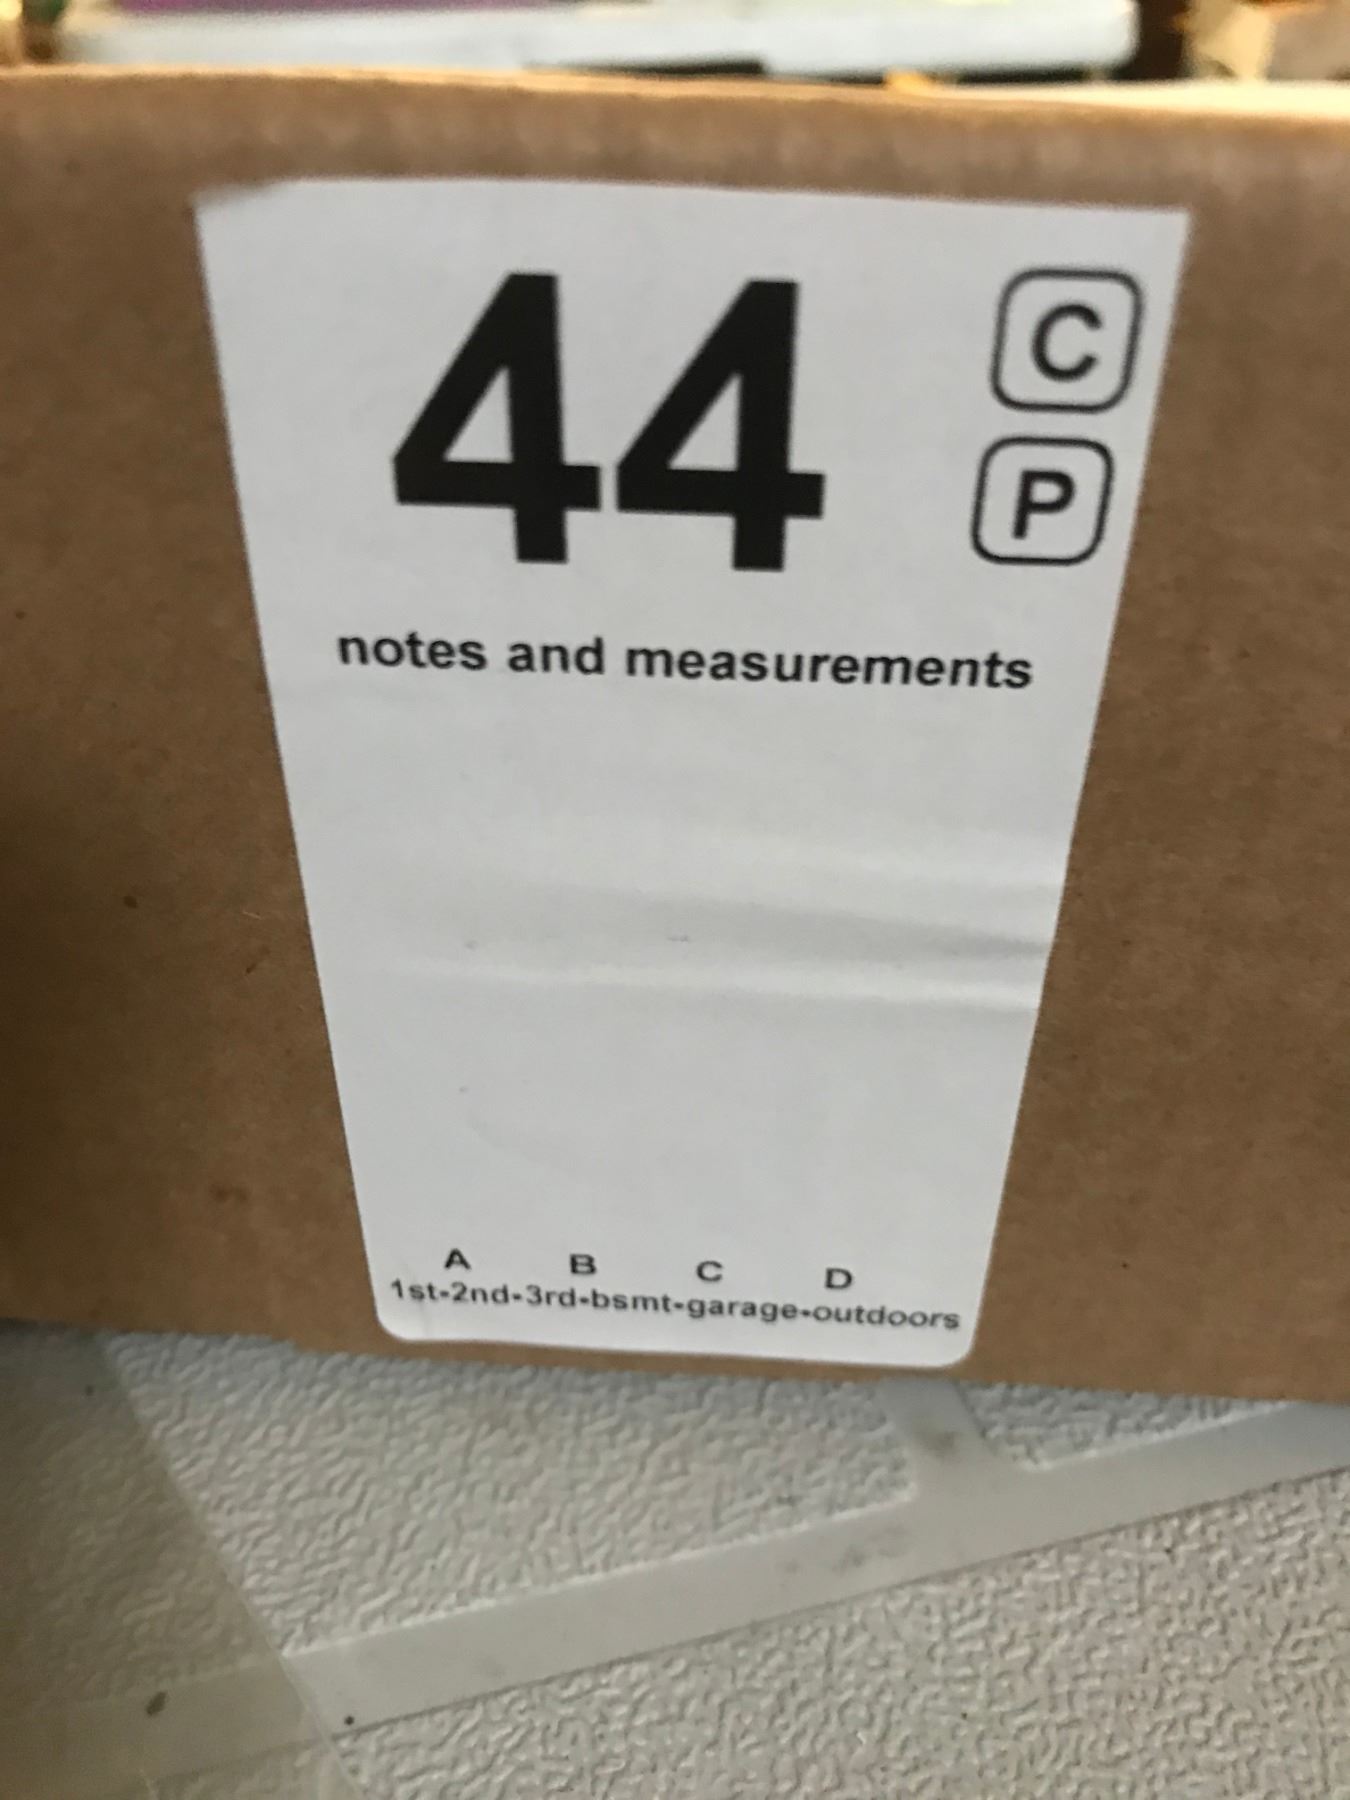 44
C
P
notes and measurements
A B C D
1st-2nd-3rd-bsmt-garage-outdoors